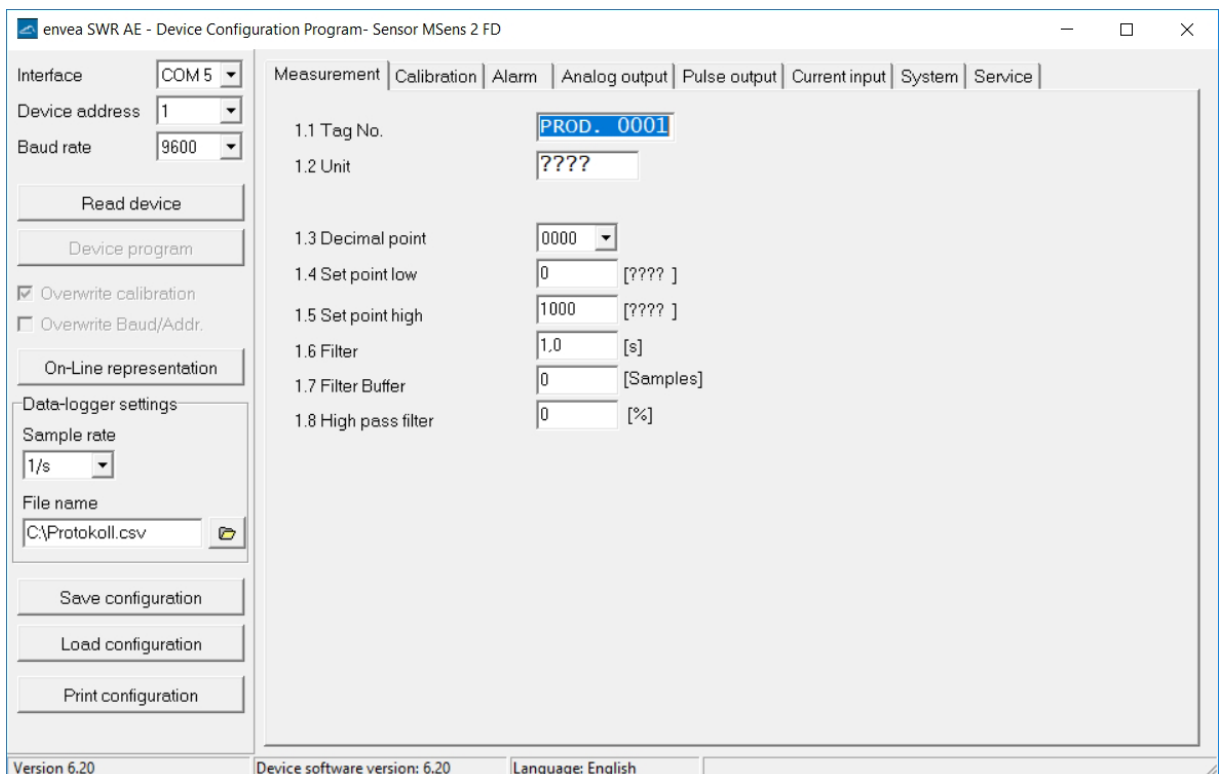 envea SWR AE - Device Configuration Program- Sensor MSens 2 FD
Interface COM 5
Device address 1
Baud rate 9600
Read device
Device program
Overwrite calibration
Overwrite Baud/Addr.
On-Line representation
Data-logger settings
Sample rate
1/s
File name
C:\Protokoll.csv
Save configuration
Load configuration
Print configuration
Measurement Calibration Alarm Analog output Pulse output Current input System Service
1.1 Tag No. PROD. 0001
1.2 Unit ????
1.3 Decimal point 0000
1.4 Set point low 0 [???? ]
1.5 Set point high 1000 [???? ]
1.6 Filter 1,0 [s]
1.7 Filter Buffer 0 [Samples]
1.8 High pass filter 0 [%]
Version 6.20 Device software version: 6.20 Language: English